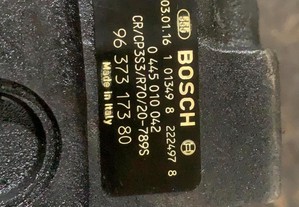 BOSCH
03.01.16 1 01349 8 222497 8
0 445 010 042
CR/CP3S3/R70/20-789S
96 373 173 80
Made in Italy